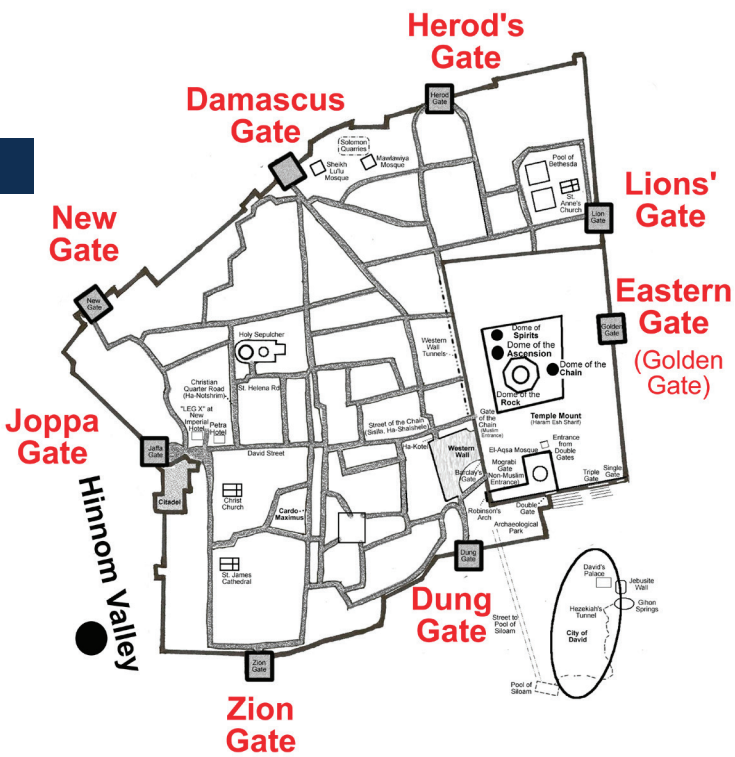 Herod's
Gate
Herod
Gate
Damascus
Gate
Solomon
Quarries
Sheikh
Lu'lu
Mosque
Mawlawiya
Mosque
Pool of
Bethesda
St.
Anne's
Church
Lions'
Gate
Lion
Gate
New
Gate
New
Gate
Eastern
Gate
(Golden
Gate)
Golden
Gate
Holy Sepulcher
Western
Wall
Tunnels
Dome of
Spirits
Dome of the
Ascension
Dome of the
Chain
Dome of the
Rock
Temple Mount
(Haram Esh Sharif)
Christian
Quarter Road
(Ha-Notshrim)
St. Helena Rd
"LEG X" at
New
Imperial
Hotel
Petra
Hotel
Joppa
Gate
Jaffa
Gate
David Street
Street of the Chain
(Silsila, Ha-Shalshelet)
Gate
of the
Chain
(Muslim
Entrance)
Ha-Kotel
Western
Wall
El-Aqsa Mosque
Entrance
from
Double
Gates
Mograbi
Gate
Non-Muslim
Entrance)
Barclay's
Gate
Triple
Gate
Single
Gate
Citadel
Hinnom Valley
Christ
Church
Cardo-
Maximus
Robinson's
Arch
Double
Gate
Archaeological
Park
Dung
Gate
Dung
Gate
St. James
Cathedral
David's
Palace
Jebusite
Wall
Hezekiah's
Tunnel
Gihon
Springs
City of
David
Street to
Pool of
Siloam
Pool of
Siloam
Zion
Gate
Zion
Gate